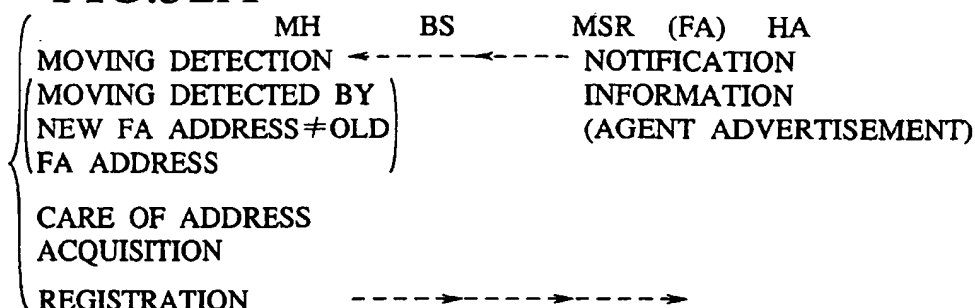 MH BS MSR (FA) HA
MOVING DETECTION NOTIFICATION
(MOVING DETECTED BY INFORMATION
NEW FA ADDRESS≠OLD (AGENT ADVERTISEMENT)
FA ADDRESS)
CARE OF ADDRESS
ACQUISITION
REGISTRATION